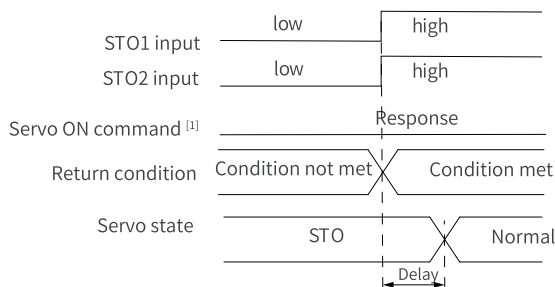 low high
STO1 input
low high
STO2 input
Response
Servo ON command [1]
Return condition Condition not met Condition met
Servo state STO Normal
Delay